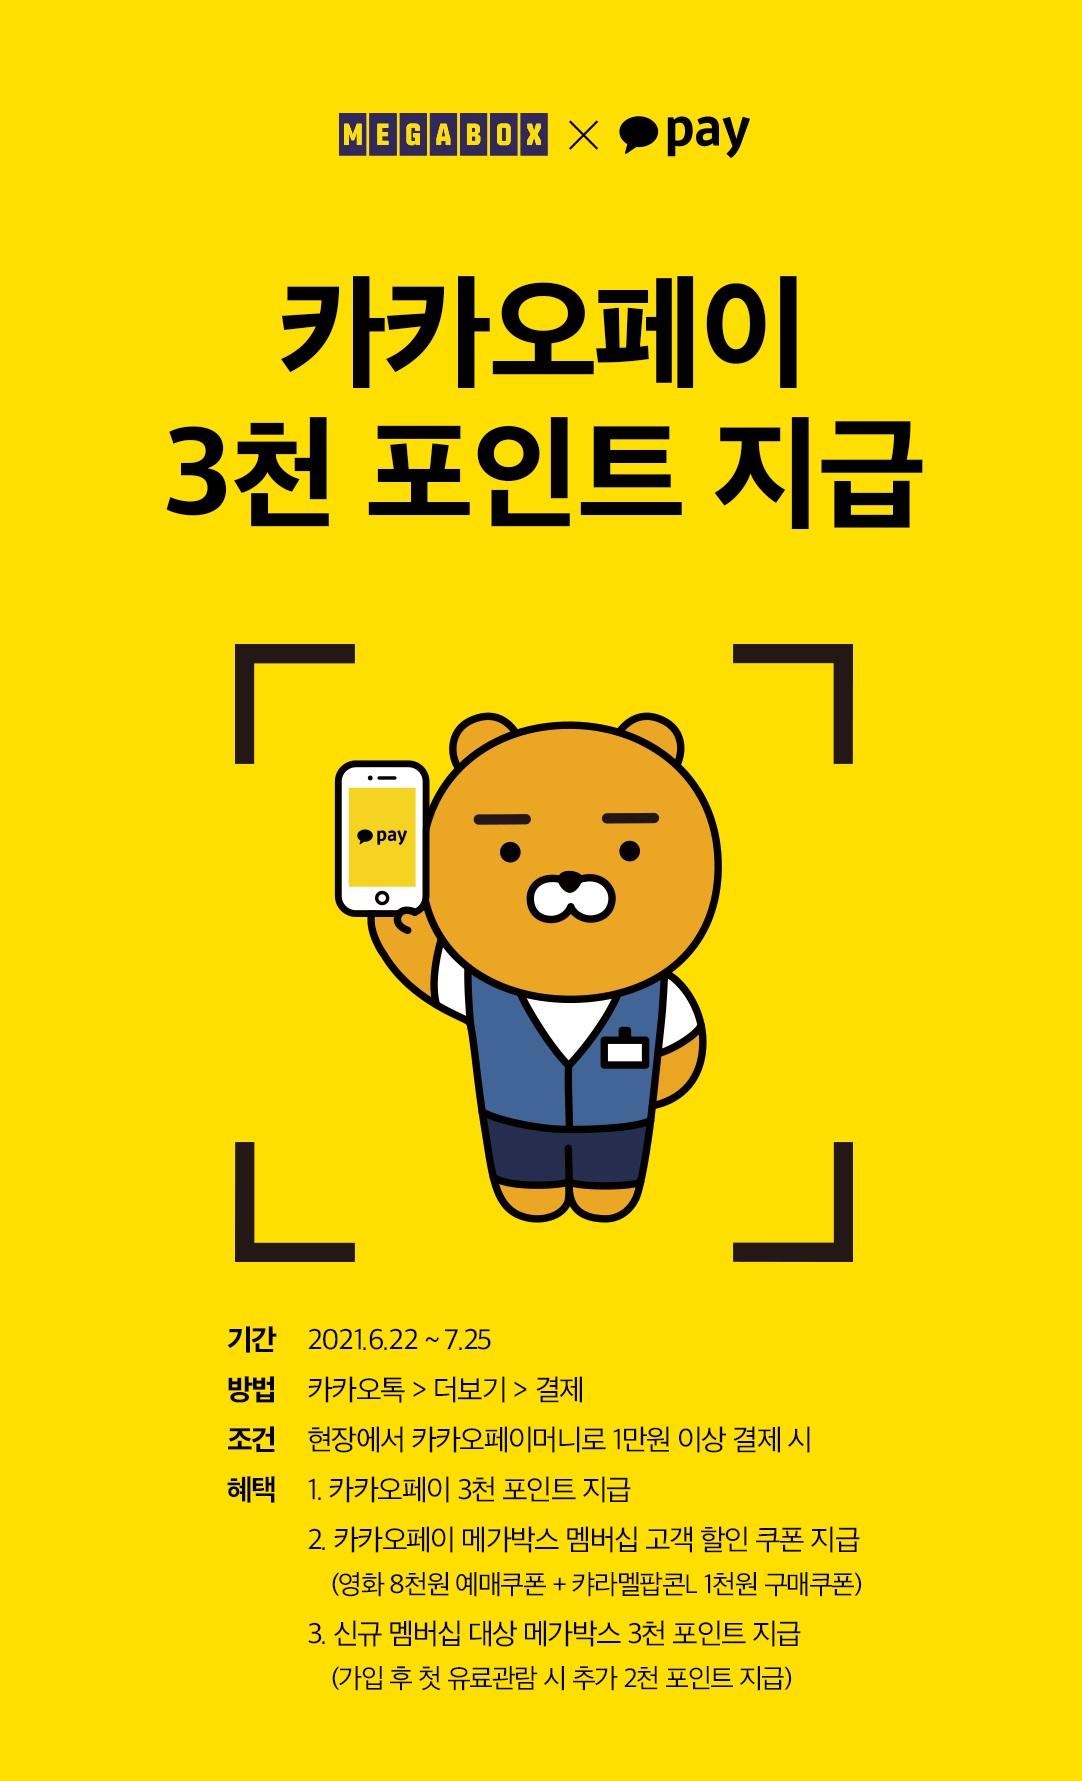 MEGABOX × pay
카카오페이
3천 포인트 지급
pay
기간 2021.6.22 ~ 7.25
방법 카카오톡 > 더보기 > 결제
조건 현장에서 카카오페이머니로 1만원 이상 결제 시
혜택 1. 카카오페이 3천 포인트 지급
2. 카카오페이 메가박스 멤버십 고객 할인 쿠폰 지급
(영화 8천원 예매쿠폰 + 캬라멜팝콘L 1천원 구매쿠폰)
3. 신규 멤버십 대상 메가박스 3천 포인트 지급
(가입 후 첫 유료관람 시 추가 2천 포인트 지급)